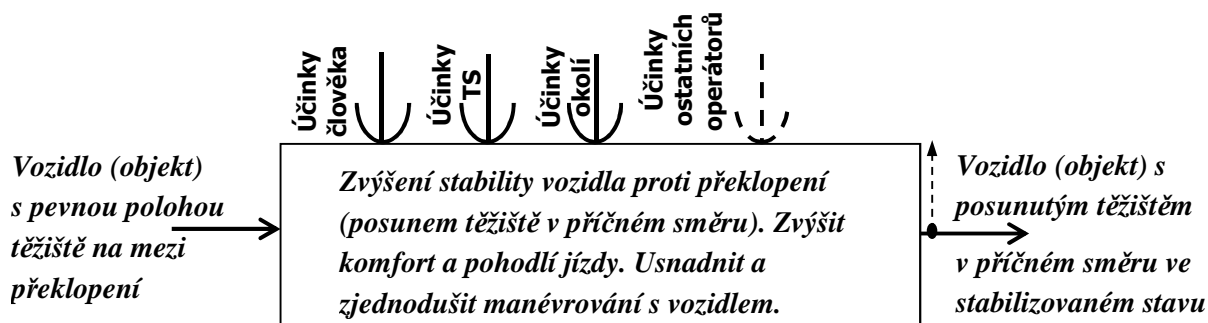 Účinky
člověka
Účinky
TS
Účinky
okolí
Účinky
ostatních
operátorů
Vozidlo (objekt)
s pevnou polohou
těžiště na mezi
překlopení
Zvýšení stability vozidla proti překlopení
(posunem těžiště v příčném směru). Zvýšit
komfort a pohodlí jízdy. Usnadnit a
zjednodušit manévrování s vozidlem.
Vozidlo (objekt) s
posunutým těžištěm
v příčném směru ve
stabilizovaném stavu